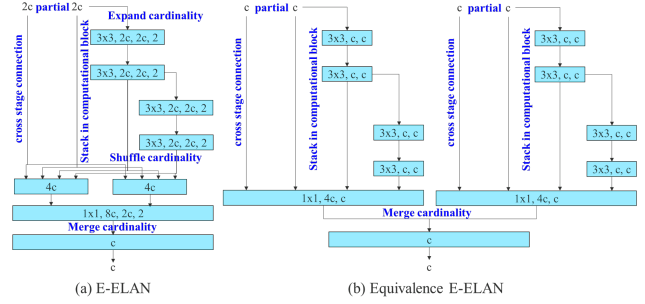 2c partial 2c
Expand cardinality
3x3, 2c, 2c, 2
3x3, 2c, 2c, 2
cross stage connection
Stack in computational block
3x3, 2c, 2c, 2
3x3, 2c, 2c, 2
Shuffle cardinality
4c
4c
1x1, 8c, 2c, 2
Merge cardinality
c
c
(a) E-ELAN
c partial c
3x3, c, c
3x3, c, c
cross stage connection
Stack in computational block
3x3, c, c
3x3, c, c
1x1, 4c, c
c partial c
3x3, c, c
3x3, c, c
cross stage connection
Stack in computational block
3x3, c, c
3x3, c, c
1x1, 4c, c
Merge cardinality
c
c
(b) Equivalence E-ELAN